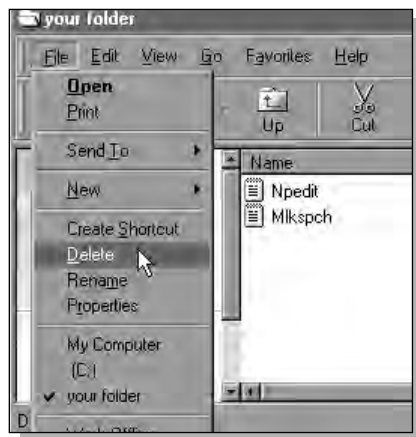 your folder
File Edit View Go Favorites Help
Open
Print
Up
Cut
Send To
Name
New
Npedit
Mlkspch
Create Shortcut
Delete
Rename
Properties
My Computer
(C:)
your folder
D